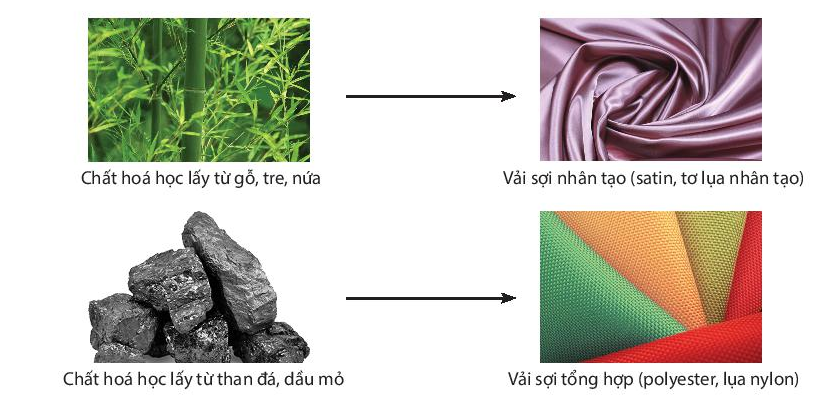 Chất hoá học lấy từ gỗ, tre, nứa
Vải sợi nhân tạo (satin, tơ lụa nhân tạo)
Chất hoá học lấy từ than đá, dầu mỏ
Vải sợi tổng hợp (polyester, lụa nylon)